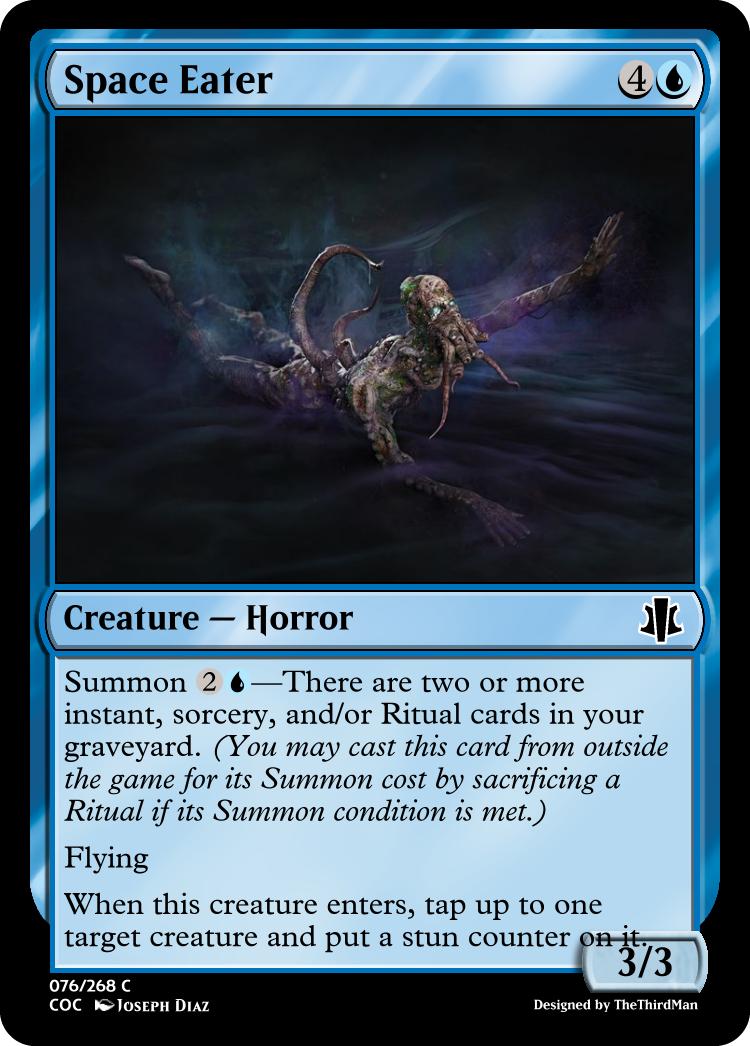 Space Eater 4
Creature — Horror
Summon 2 —There are two or more
instant, sorcery, and/or Ritual cards in your
graveyard. (You may cast this card from outside
the game for its Summon cost by sacrificing a
Ritual if its Summon condition is met.)
Flying
When this creature enters, tap up to one
target creature and put a stun counter on it.
3/3
076/268 C
COC Joseph Diaz
Designed by TheThirdMan